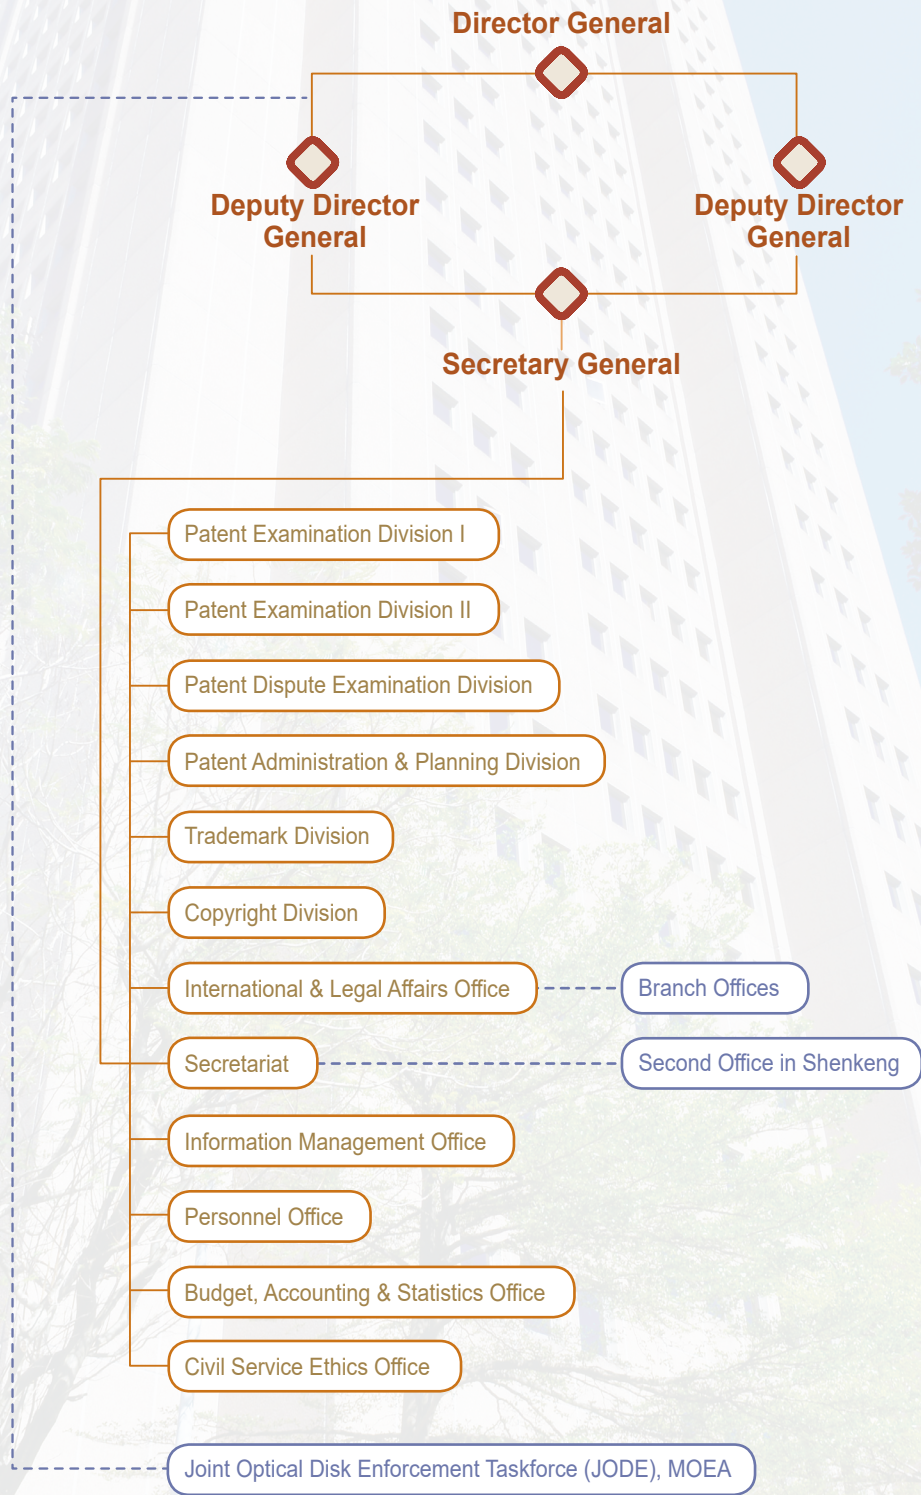 Director General
Deputy Director
General
Deputy Director
General
Secretary General
Patent Examination Division I
Patent Examination Division II
Patent Dispute Examination Division
Patent Administration & Planning Division
Trademark Division
Copyright Division
International & Legal Affairs Office
Branch Offices
Secretariat
Second Office in Shenkeng
Information Management Office
Personnel Office
Budget, Accounting & Statistics Office
Civil Service Ethics Office
Joint Optical Disk Enforcement Taskforce (JODE), MOEA